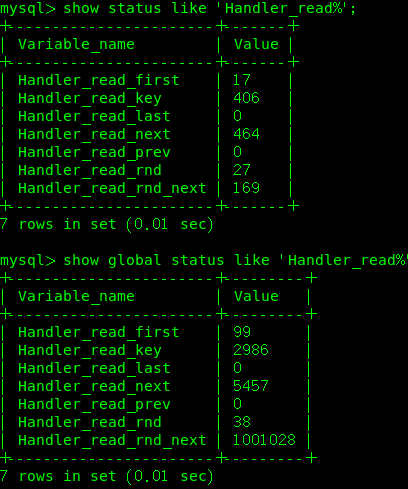 mysql> show status like 'Handler_read%';
+-----------------------+-------+
| Variable_name         | Value |
+-----------------------+-------+
| Handler_read_first    | 17    |
| Handler_read_key      | 406   |
| Handler_read_last     | 0     |
| Handler_read_next     | 464   |
| Handler_read_prev     | 0     |
| Handler_read_rnd      | 27    |
| Handler_read_rnd_next | 169   |
+-----------------------+-------+
7 rows in set (0.01 sec)
mysql> show global status like 'Handler_read%'
+-----------------------+---------+
| Variable_name         | Value   |
+-----------------------+---------+
| Handler_read_first    | 99      |
| Handler_read_key      | 2986    |
| Handler_read_last     | 0       |
| Handler_read_next     | 5457    |
| Handler_read_prev     | 0       |
| Handler_read_rnd      | 38      |
| Handler_read_rnd_next | 1001028 |
+-----------------------+---------+
7 rows in set (0.01 sec)